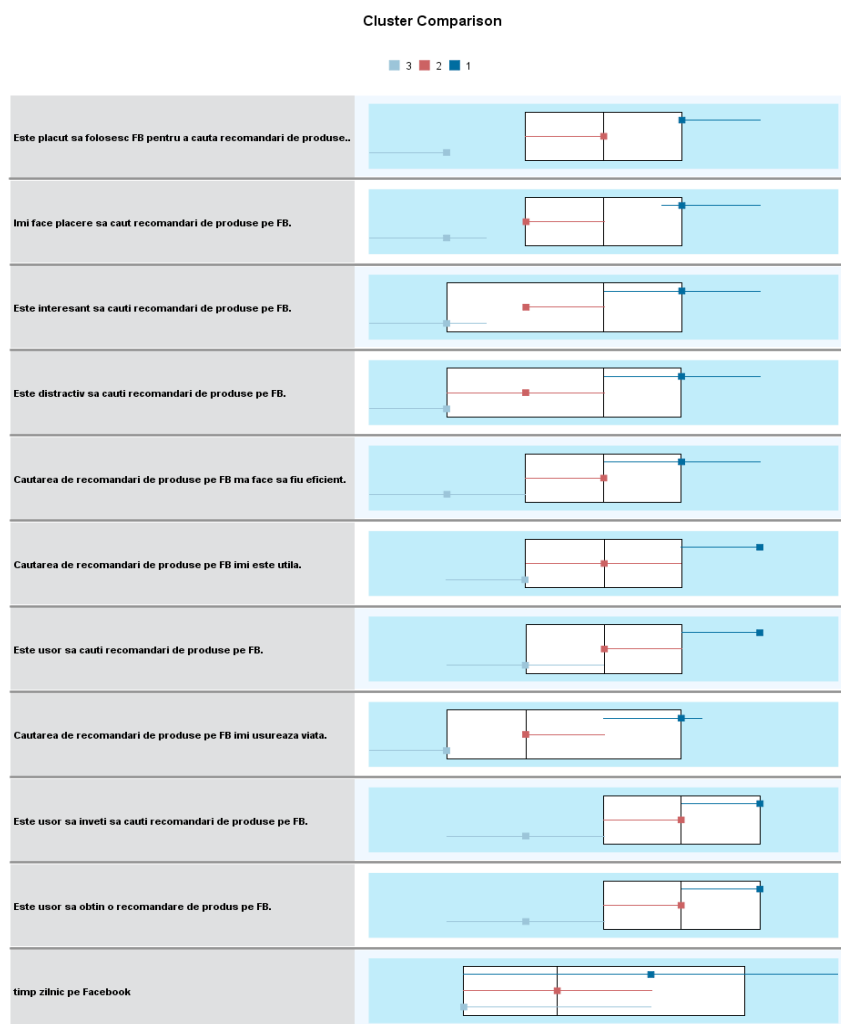 Cluster Comparison
3 2 1
Este placut sa folosesc FB pentru a cauta recomandari de produse..
Imi face placere sa caut recomandari de produse pe FB.
Este interesant sa cauti recomandari de produse pe FB.
Este distractiv sa cauti recomandari de produse pe FB.
Cautarea de recomandari de produse pe FB ma face sa fiu eficient.
Cautarea de recomandari de produse pe FB imi este utila.
Este usor sa cauti recomandari de produse pe FB.
Cautarea de recomandari de produse pe FB imi usureaza viata.
Este usor sa inveti sa cauti recomandari de produse pe FB.
Este usor sa obtin o recomandare de produs pe FB.
timp zilnic pe Facebook